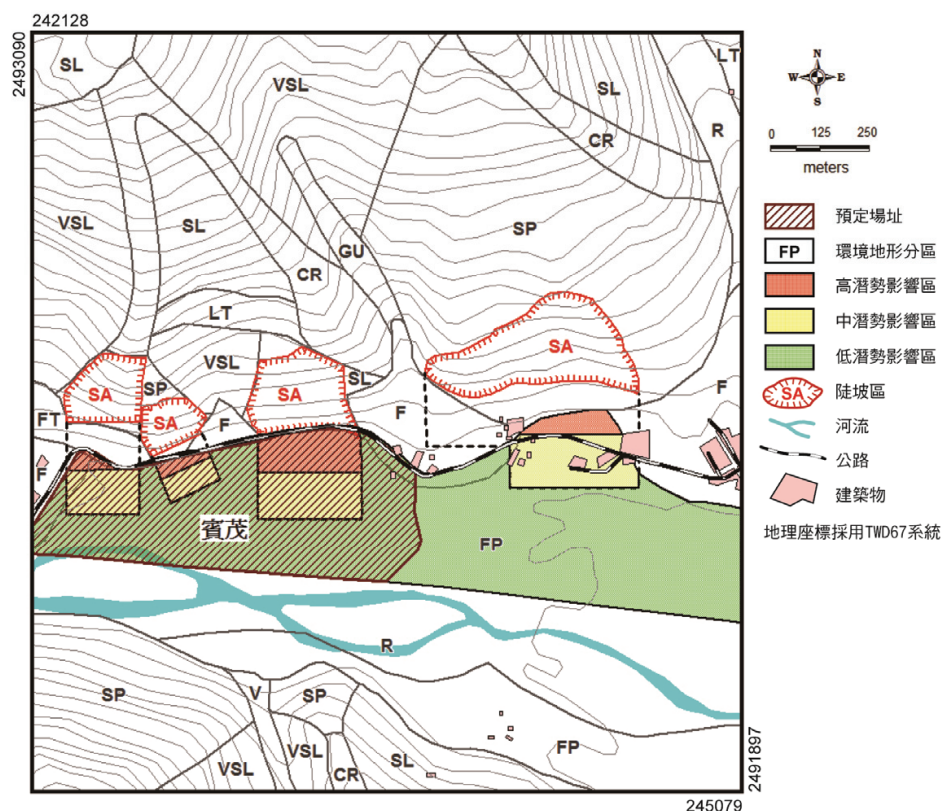 242128
2493090
SL
VSL
SL
LT
R
CR
N
W E
S
0 125 250
meters
VSL
SL
SP
CR
GU
LT
VSL
SL
SA
SP
SA
SA
SA
FT
F
F
F
F
預定場址
FP 環境地形分區
高潛勢影響區
中潛勢影響區
低潛勢影響區
SA 陡坡區
河流
公路
建築物
地理座標採用TWD67系統
賓茂
FP
R
SP
V
SP
VSL
VSL
CR
SL
FP
2491897
245079